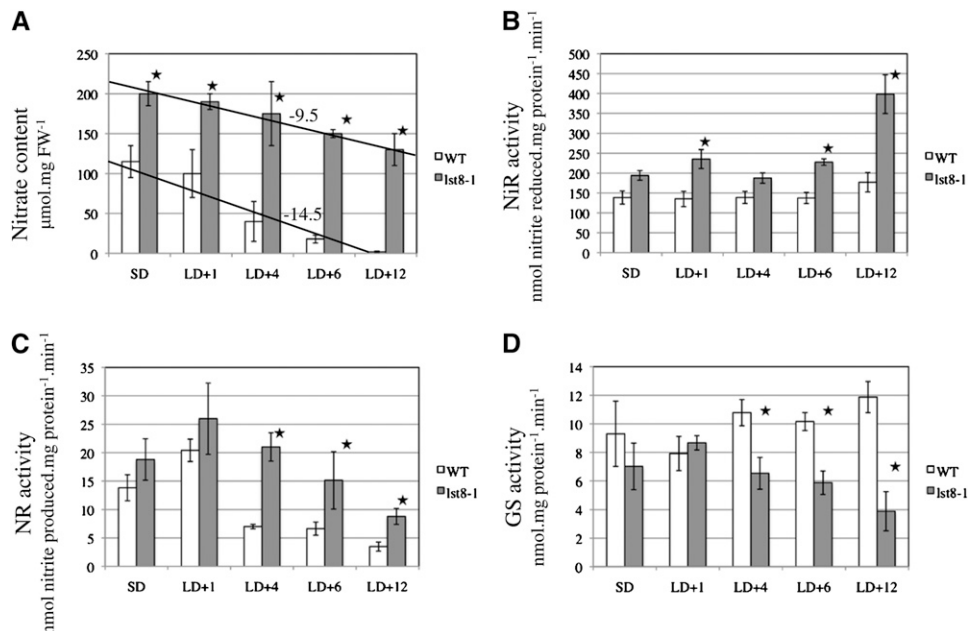 A
Nitrate content
µmol.mg FW-1
250
200
150
100
50
0
-9.5
-14.5
SD LD+1 LD+4 LD+6 LD+12
WT
lst8-1
B
NiR activity
nmol nitrite reduced.mg protein-1.min-1
500
450
400
350
300
250
200
150
100
50
0
SD LD+1 LD+4 LD+6 LD+12
WT
lst8-1
C
NR activity
nmol nitrite produced.mg protein-1.min-1
35
30
25
20
15
10
5
0
SD LD+1 LD+4 LD+6 LD+12
WT
lst8-1
D
GS activity
nmol.mg protein-1.min-1
14
12
10
8
6
4
2
0
SD LD+1 LD+4 LD+6 LD+12
WT
lst8-1